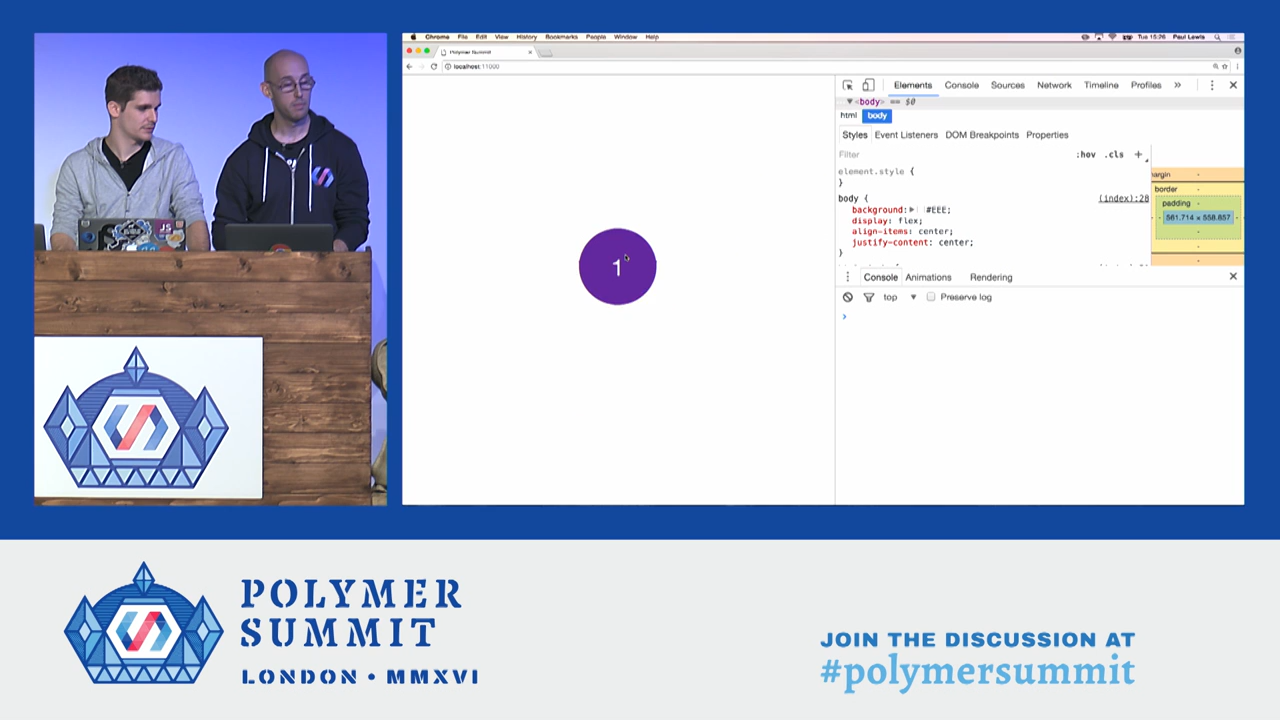 Chrome File Edit View History Bookmarks People Window Help
Tue 15:26 Paul Lewis
Polymer Summit
localhost:11000
Elements Console Sources Network Timeline Profiles »
▼<body> == $0
html body
Styles Event Listeners DOM Breakpoints Properties
Filter :hov .cls +
element.style {
}
body { (index):28
background:▶ #EEE;
display: flex;
align-items: center;
justify-content: center;
}
margin
border
padding
561.714 × 558.857
1
Console Animations Rendering
top ▼ Preserve log
JS
POLYMER
SUMMIT
LONDON • MMXVI
JOIN THE DISCUSSION AT
#polymersummit